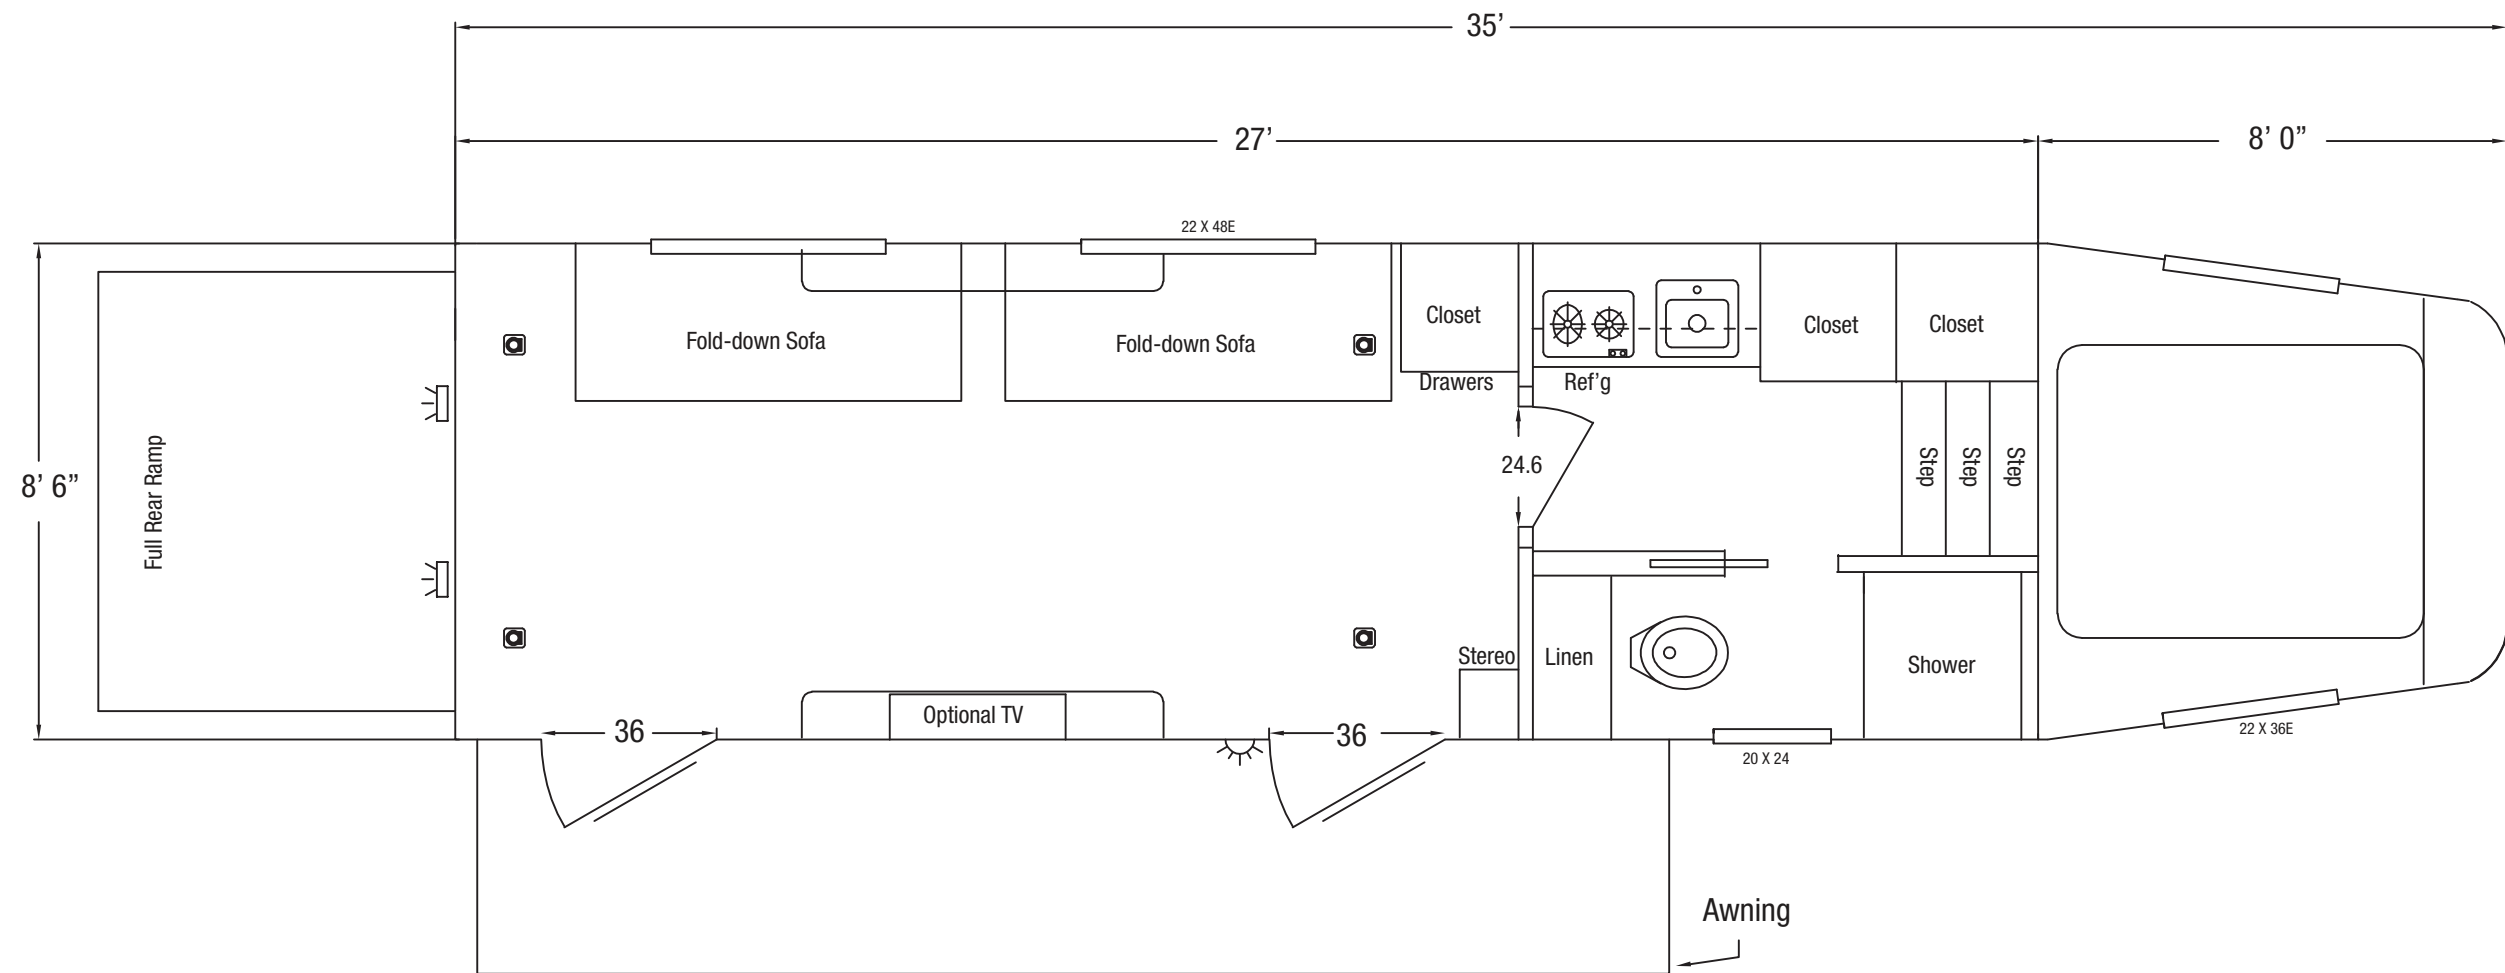 35’
27’
8’ 0”
22 X 48E
Closet
Closet
Closet
Fold-down Sofa
Fold-down Sofa
Drawers
Ref’g
24.6
Step
Step
Step
8’ 6”
Full Rear Ramp
Stereo
Linen
Shower
Optional TV
36
36
20 X 24
22 X 36E
Awning